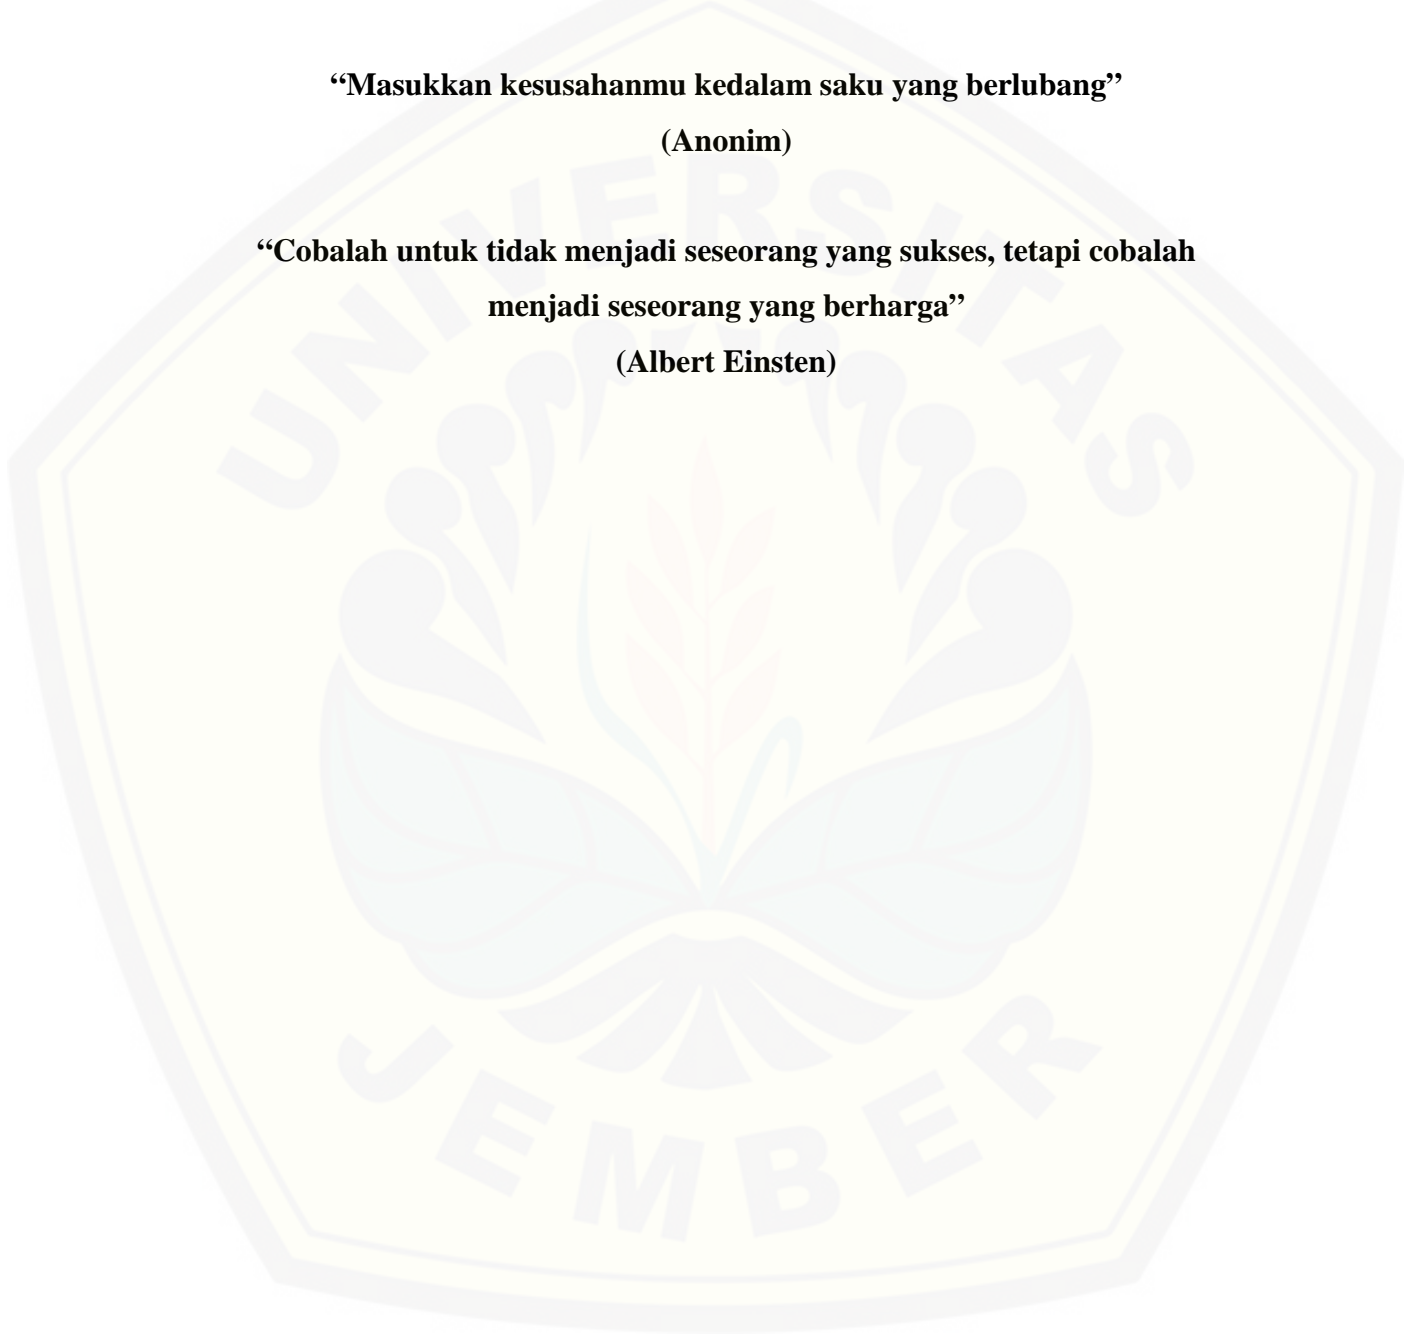 “Masukkan kesusahanmu kedalam saku yang berlubang”
(Anonim)
“Cobalah untuk tidak menjadi seseorang yang sukses, tetapi cobalah
menjadi seseorang yang berharga”
(Albert Einsten)
UNIVERSITAS
JEMBER